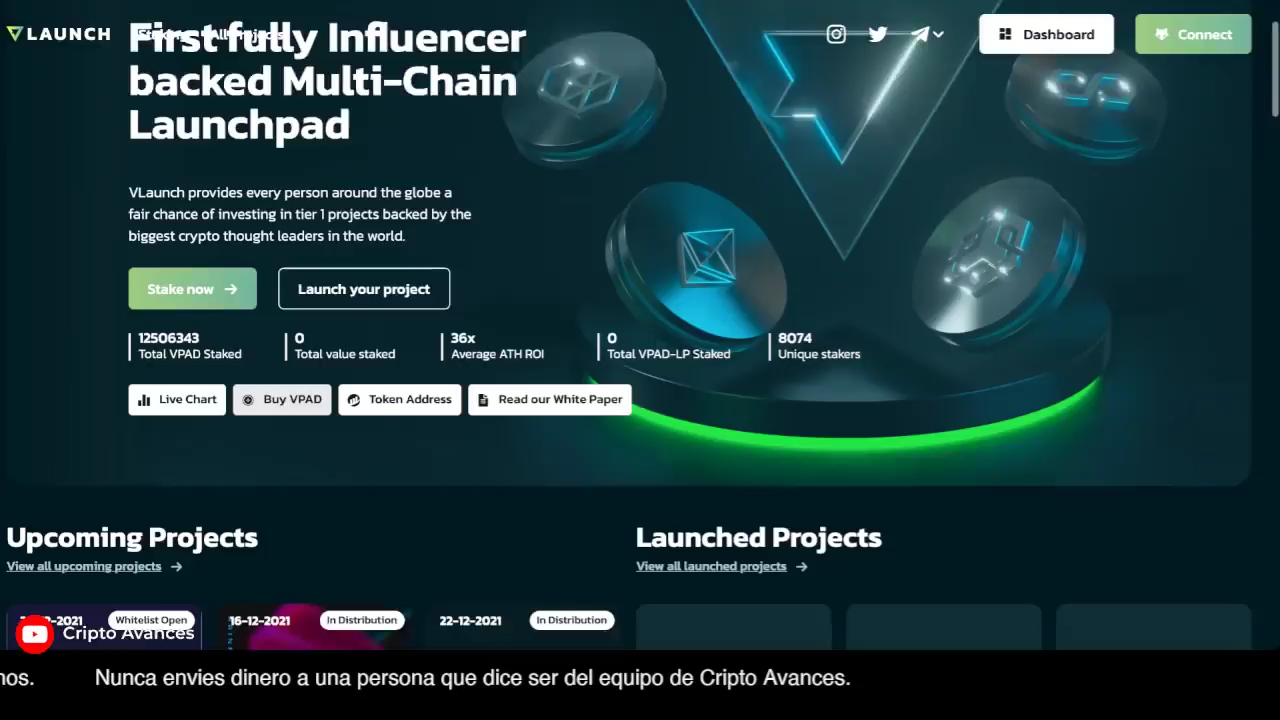 VLAUNCH
Dashboard
Connect
First fully Influencer
backed Multi-Chain
Launchpad
VLaunch provides every person around the globe a
fair chance of investing in tier 1 projects backed by the
biggest crypto thought leaders in the world.
Stake now
Launch your project
12506343
Total VPAD Staked
0
Total value staked
36x
Average ATH ROI
0
Total VPAD-LP Staked
8074
Unique stakers
Live Chart
Buy VPAD
Token Address
Read our White Paper
Upcoming Projects
View all upcoming projects
Launched Projects
View all launched projects
-2021
Whitelist Open
16-12-2021
In Distribution
22-12-2021
In Distribution
Cripto Avances
nos. Nunca envies dinero a una persona que dice ser del equipo de Cripto Avances.